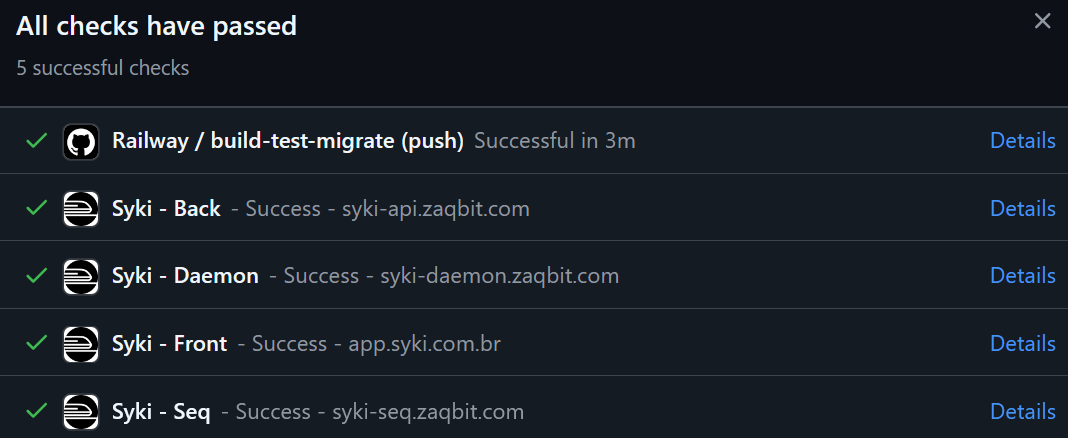 All checks have passed
5 successful checks
Railway / build-test-migrate (push) Successful in 3m Details
Syki - Back - Success - syki-api.zaqbit.com Details
Syki - Daemon - Success - syki-daemon.zaqbit.com Details
Syki - Front - Success - app.syki.com.br Details
Syki - Seq - Success - syki-seq.zaqbit.com Details